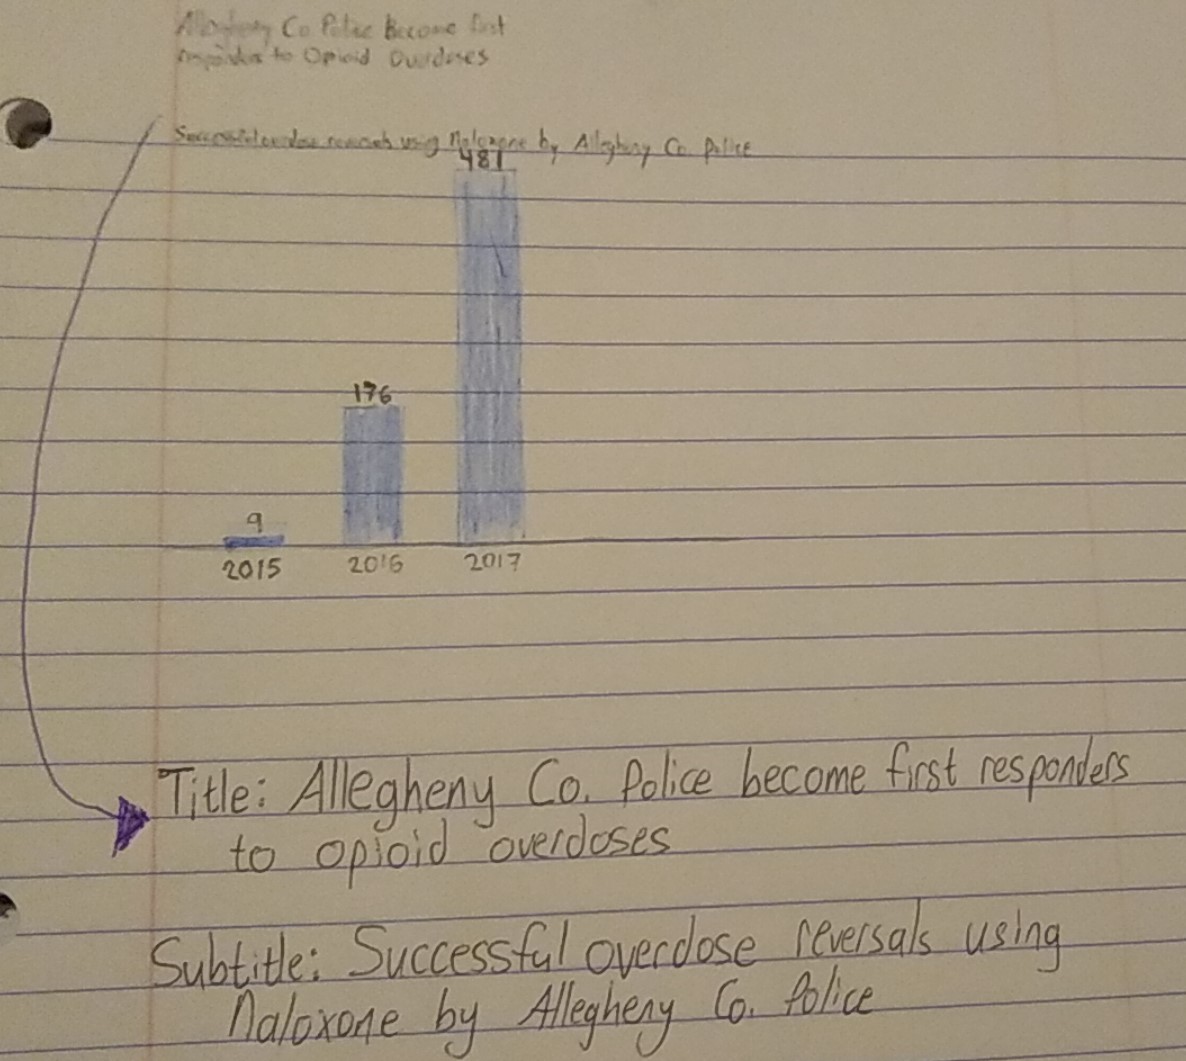 Allegheny Co Police Become first
responder to Opioid Overdoses
Successful overdose reversals using Naloxone by Allegheny Co. Police
481
176
9
2015 2016 2017
Title: Allegheny Co. Police become first responders
to opioid overdoses
Subtitle: Successful overdose reversals using
Naloxone by Allegheny Co. Police